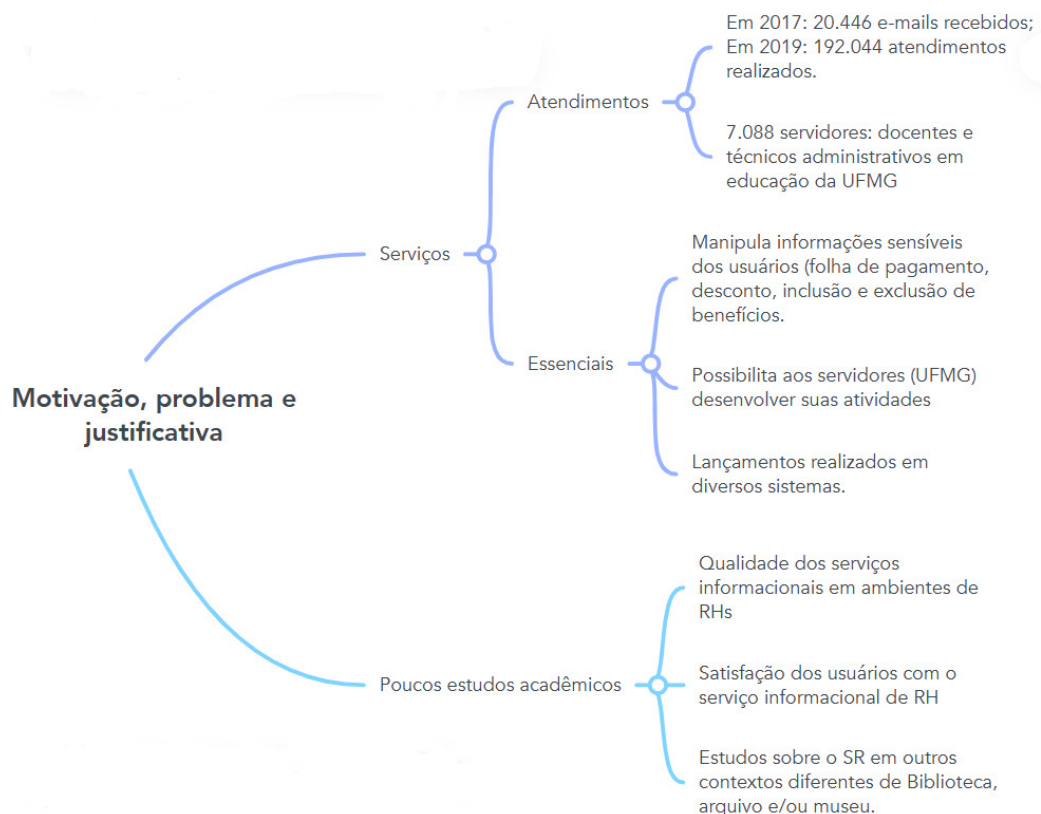 Motivação, problema e
justificativa
Serviços
Atendimentos
Em 2017: 20.446 e-mails recebidos;
Em 2019: 192.044 atendimentos
realizados.
7.088 servidores: docentes e
técnicos administrativos em
educação da UFMG
Essenciais
Manipula informações sensíveis
dos usuários (folha de pagamento,
desconto, inclusão e exclusão de
benefícios.
Possibilita aos servidores (UFMG)
desenvolver suas atividades
Lançamentos realizados em
diversos sistemas.
Poucos estudos acadêmicos
Qualidade dos serviços
informacionais em ambientes de
RHs
Satisfação dos usuários com o
serviço informacional de RH
Estudos sobre o SR em outros
contextos diferentes de Biblioteca,
arquivo e/ou museu.